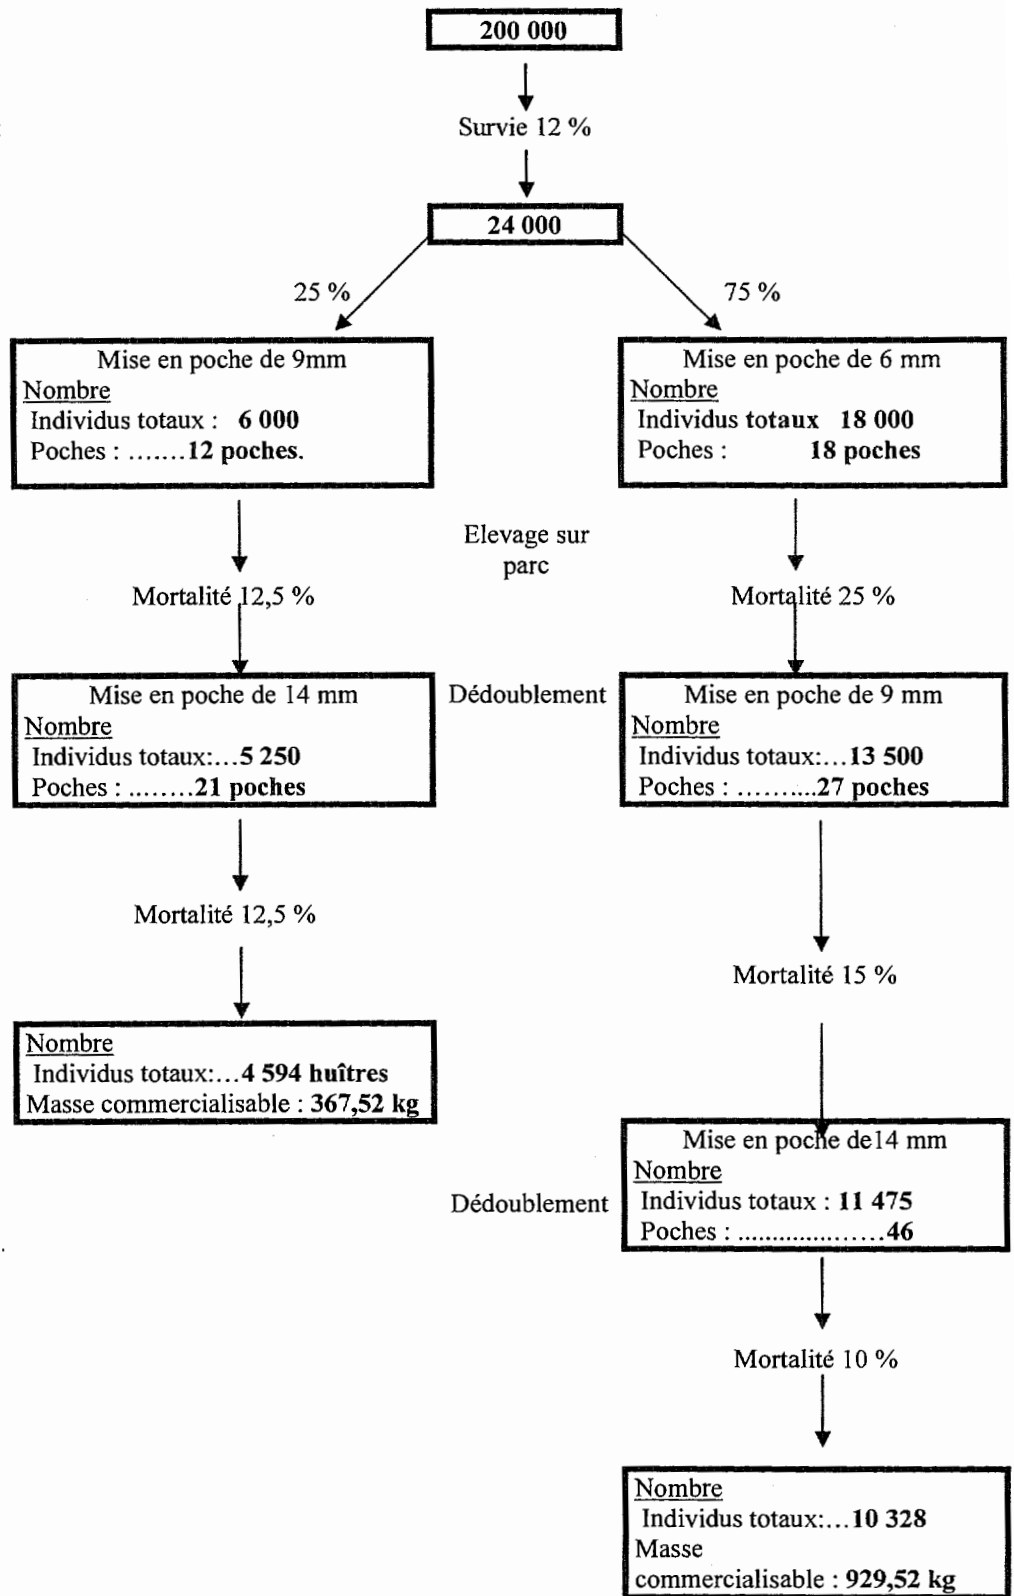 200 000
Survie 12 %
24 000
25 %
75 %
Mise en poche de 9mm
Nombre
Individus totaux : 6 000
Poches : .......12 poches.
Mise en poche de 6 mm
Nombre
Individus totaux 18 000
Poches : 18 poches
Elevage sur
parc
Mortalité 12,5 %
Mortalité 25 %
Mise en poche de 14 mm
Nombre
Individus totaux:...5 250
Poches : ........21 poches
Dédoublement
Mise en poche de 9 mm
Nombre
Individus totaux:...13 500
Poches : ..........27 poches
Mortalité 12,5 %
Mortalité 15 %
Nombre
Individus totaux:...4 594 huîtres
Masse commercialisable : 367,52 kg
Dédoublement
Mise en poche de14 mm
Nombre
Individus totaux : 11 475
Poches : .....................46
Mortalité 10 %
Nombre
Individus totaux:...10 328
Masse
commercialisable : 929,52 kg